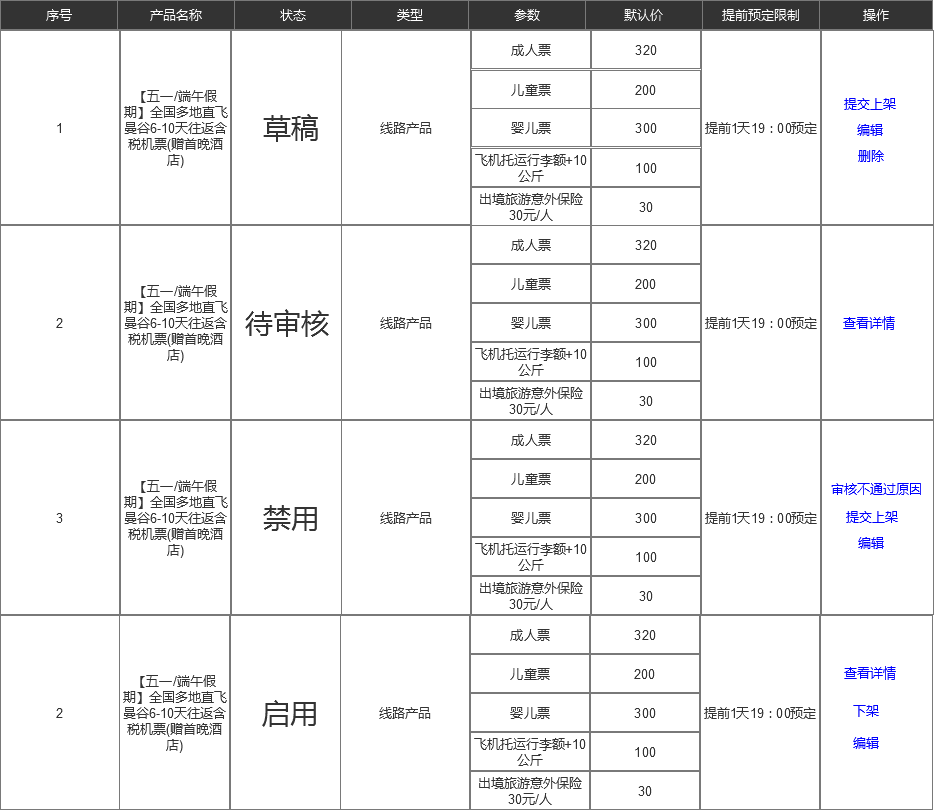 序号 产品名称 状态 类型 参数 默认价 提前预定限制 操作
成人票 320
儿童票 200
【五一/端午假
期】全国多地直飞
1 曼谷6-10天往返含 草稿 线路产品 婴儿票 300 提前1天19：00预定
税机票(赠首晚酒
店)
提交上架
编辑
删除
飞机托运行李额+10
公斤
100
出境旅游意外保险
30元/人
30
成人票 320
儿童票 200
【五一/端午假
期】全国多地直飞
2 曼谷6-10天往返含 待审核 线路产品 婴儿票 300 提前1天19：00预定 查看详情
税机票(赠首晚酒
店)
飞机托运行李额+10
公斤
100
出境旅游意外保险
30元/人
30
成人票 320
儿童票 200
【五一/端午假
期】全国多地直飞
3 曼谷6-10天往返含 禁用 线路产品 婴儿票 300 提前1天19：00预定
税机票(赠首晚酒
店)
审核不通过原因
提交上架
编辑
飞机托运行李额+10
公斤
100
出境旅游意外保险
30元/人
30
成人票 320
儿童票 200
【五一/端午假
期】全国多地直飞
2 曼谷6-10天往返含 启用 线路产品 婴儿票 300 提前1天19：00预定
税机票(赠首晚酒
店)
查看详情
下架
编辑
飞机托运行李额+10
公斤
100
出境旅游意外保险
30元/人
30